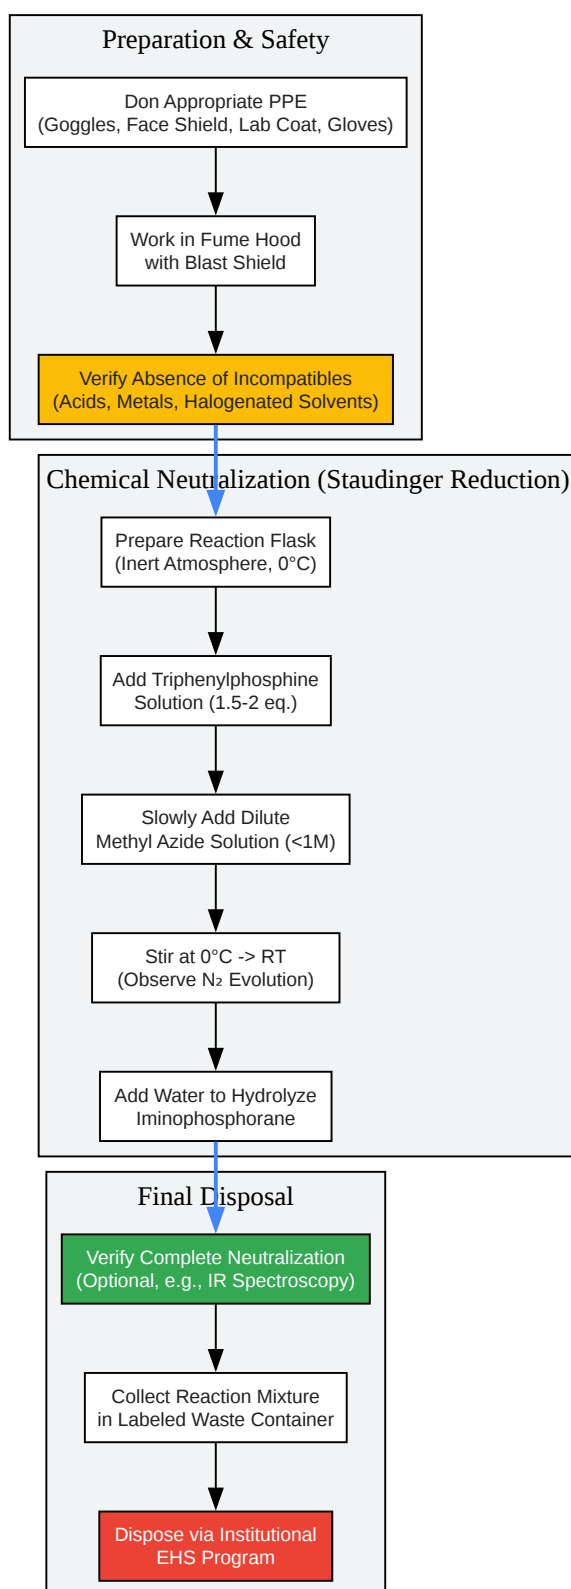 Preparation & Safety
Don Appropriate PPE
(Goggles, Face Shield, Lab Coat, Gloves)
Work in Fume Hood
with Blast Shield
Verify Absence of Incompatibles
(Acids, Metals, Halogenated Solvents)
Chemical Neutralization (Staudinger Reduction)
Prepare Reaction Flask
(Inert Atmosphere, 0°C)
Add Triphenylphosphine
Solution (1.5-2 eq.)
Slowly Add Dilute
Methyl Azide Solution (<1M)
Stir at 0°C -> RT
(Observe N₂ Evolution)
Add Water to Hydrolyze
Iminophosphorane
Final Disposal
Verify Complete Neutralization
(Optional, e.g., IR Spectroscopy)
Collect Reaction Mixture
in Labeled Waste Container
Dispose via Institutional
EHS Program